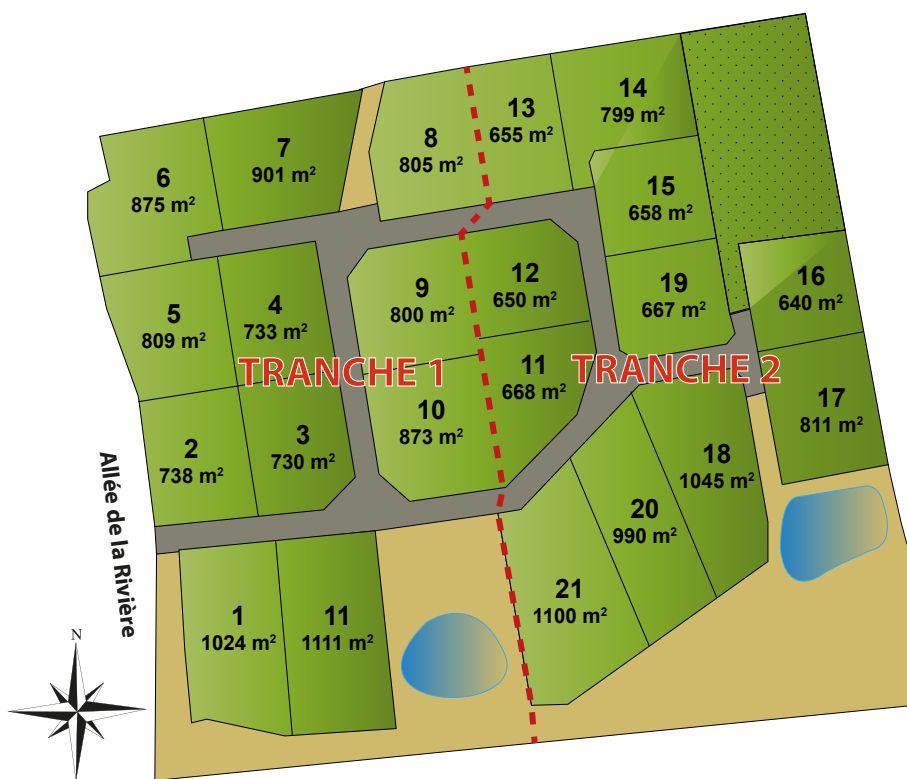 14
799 m²
13
655 m²
8
805 m²
7
901 m²
6
875 m²
15
658 m²
16
640 m²
12
650 m²
19
667 m²
9
800 m²
4
733 m²
5
809 m²
TRANCHE 1
TRANCHE 2
11
668 m²
10
873 m²
17
811 m²
3
730 m²
2
738 m²
18
1045 m²
20
990 m²
Allée de la Rivière
21
1100 m²
1
1024 m²
11
1111 m²
N